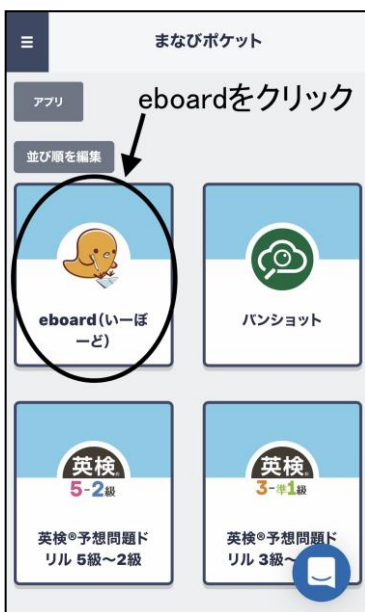 まなびポケット
アプリ
eboardをクリック
並び順を編集
eboard(いーぼ
ーど)
バンショット
英検®
5-2級
英検®予想問題ド
リル 5級~2級
英検®
3-準1級
英検®予想問題ド
リル 3級~